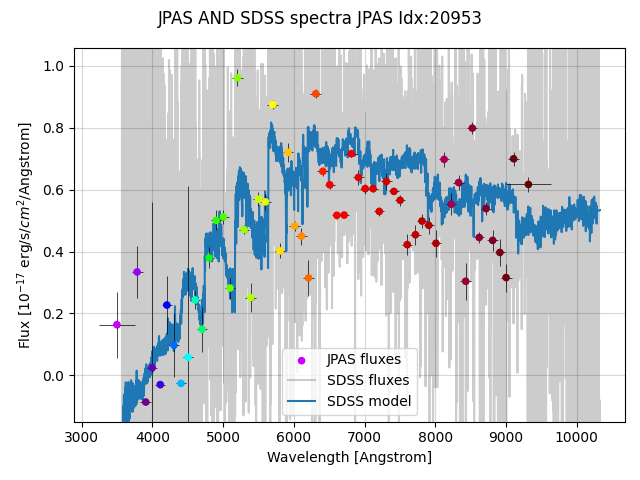 JPAS AND SDSS spectra JPAS Idx:20953
Flux [10⁻¹⁷ erg/s/cm²/Angstrom]
1.0
0.8
0.6
0.4
0.2
0.0
JPAS fluxes
SDSS fluxes
SDSS model
3000 4000 5000 6000 7000 8000 9000 10000
Wavelength [Angstrom]